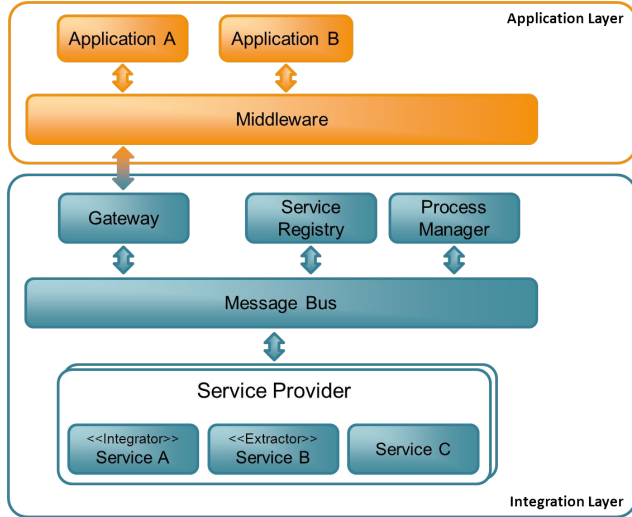 Application Layer
Application A
Application B
Middleware
Gateway
Service
Registry
Process
Manager
Message Bus
Service Provider
<<Integrator>>
Service A
<<Extractor>>
Service B
Service C
Integration Layer